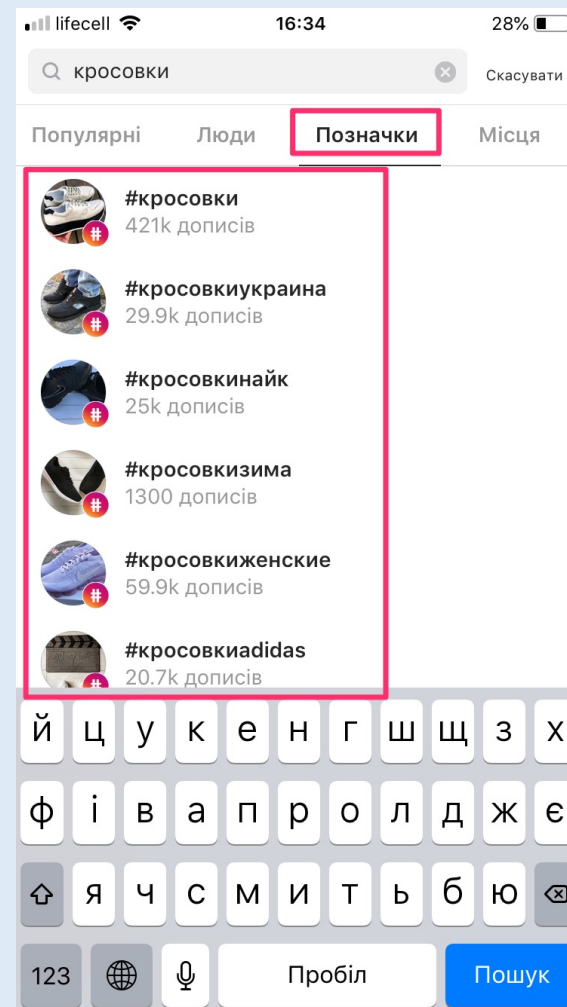 lifecell 16:34 28%
кросовки Скасувати
Популярні Люди Позначки Місця
#кросовки
421k дописів
#кросовкиукраина
29.9k дописів
#кросовкинайк
25k дописів
#кросовкизима
1300 дописів
#кросовкиженские
59.9k дописів
#кросовкиadidas
20.7k дописів
й ц у к е н г ш щ з х
ф і в а п р о л д ж є
я ч с м и т ь б ю
123 Пробіл Пошук